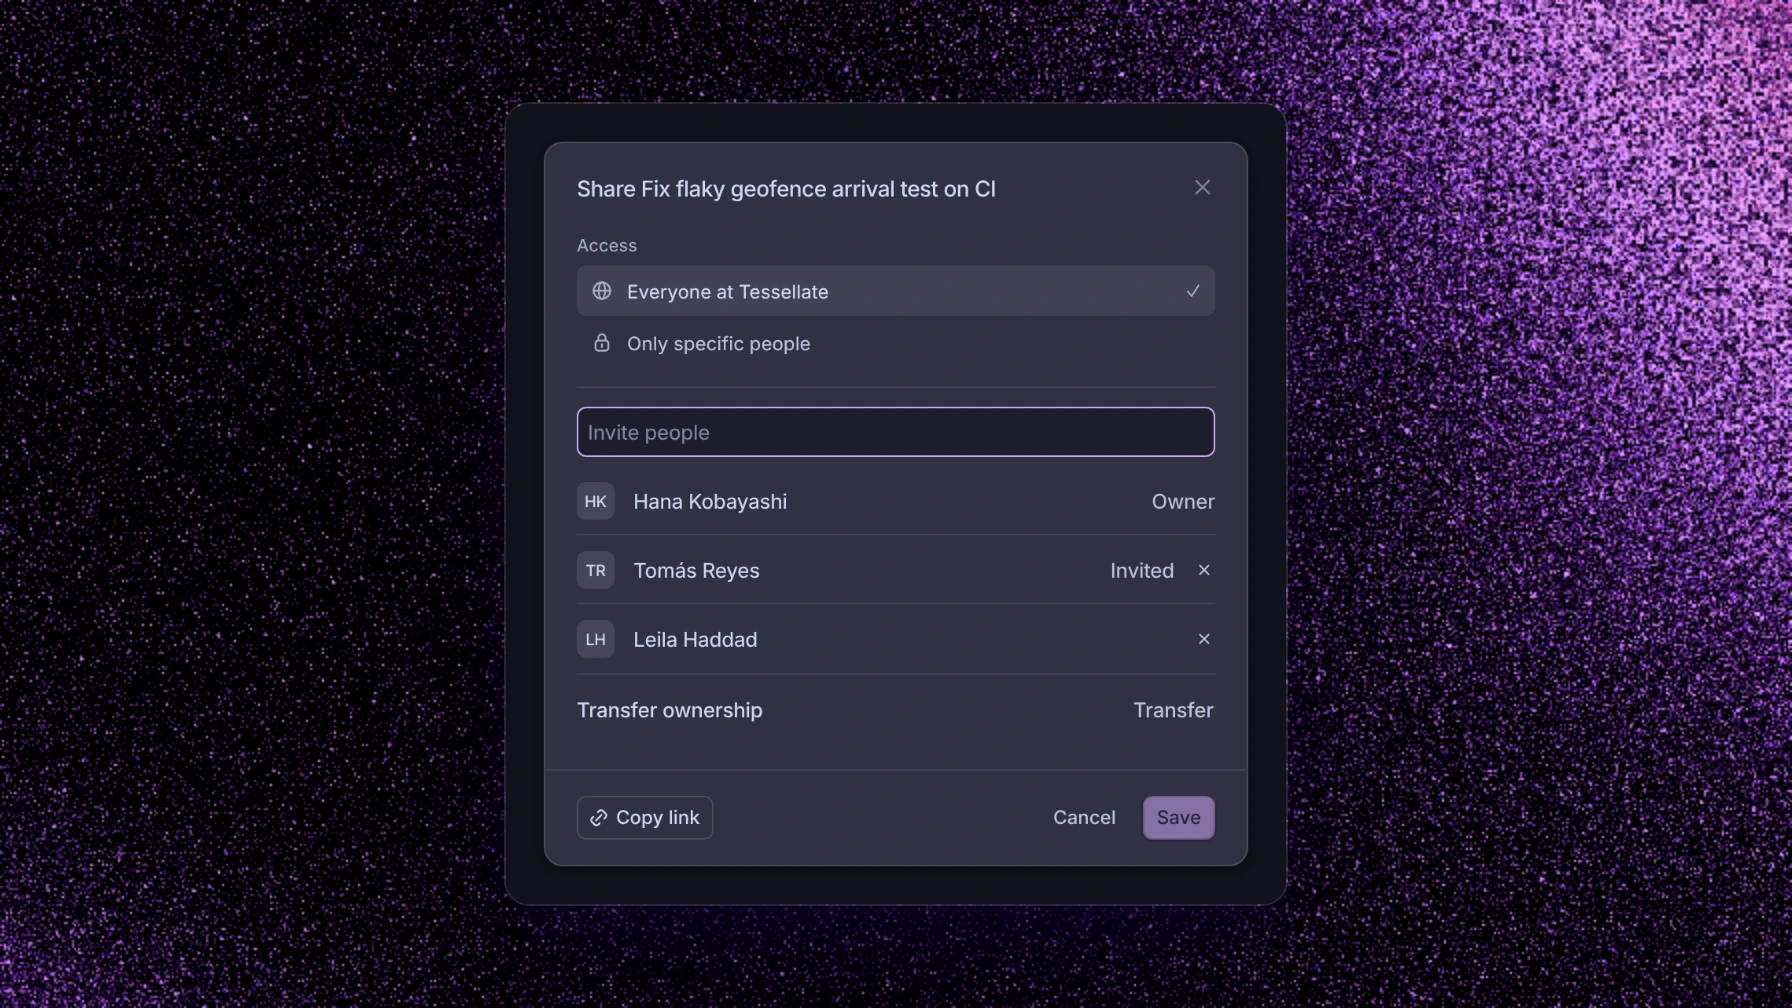 Share Fix flaky geofence arrival test on CI
Access
Everyone at Tessellate
Only specific people
Invite people
HK Hana Kobayashi Owner
TR Tomás Reyes Invited
LH Leila Haddad
Transfer ownership Transfer
Copy link Cancel Save